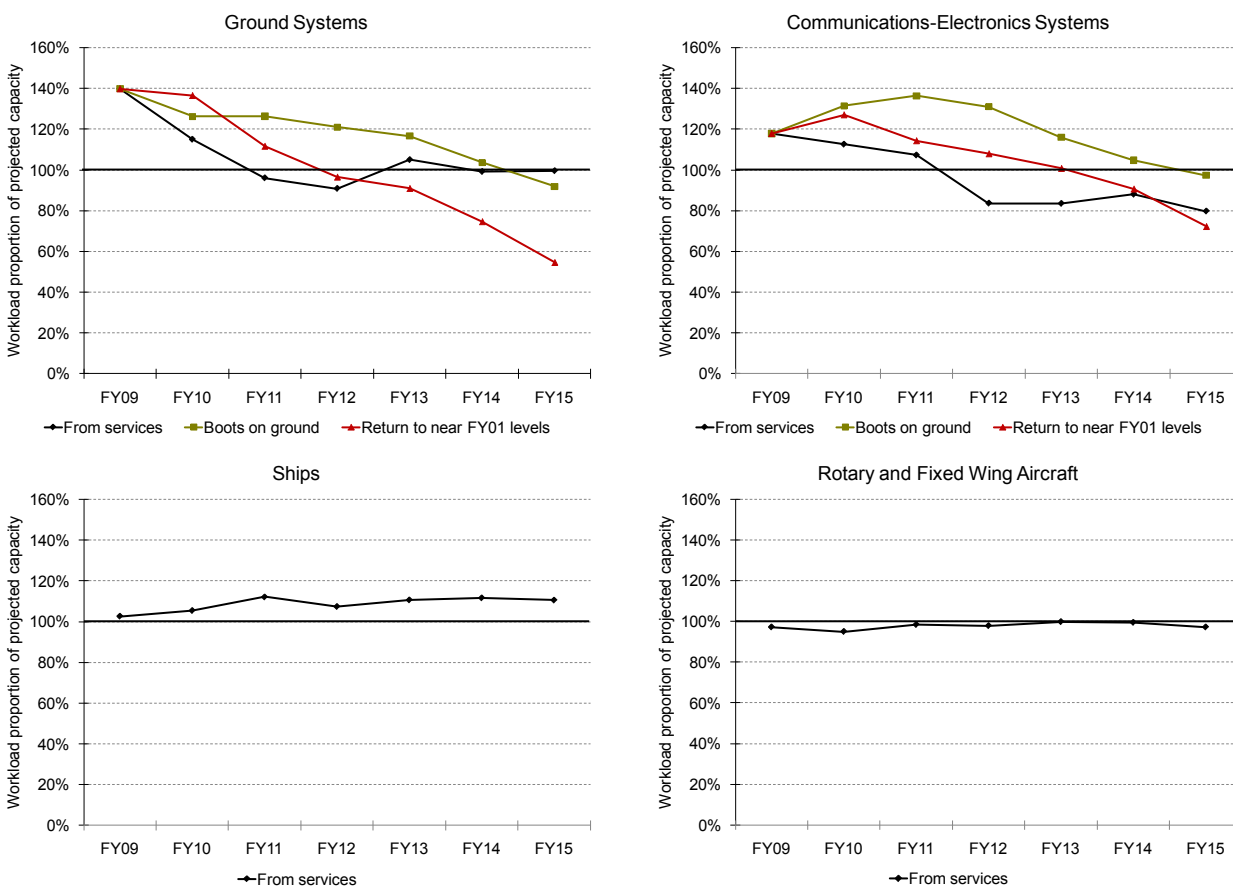 Ground Systems
Workload proportion of projected capacity
160%
140%
120%
100%
80%
60%
40%
20%
0%
FY09 FY10 FY11 FY12 FY13 FY14 FY15
From services Boots on ground Return to near FY01 levels
Communications-Electronics Systems
Workload proportion of projected capacity
160%
140%
120%
100%
80%
60%
40%
20%
0%
FY09 FY10 FY11 FY12 FY13 FY14 FY15
From services Boots on ground Return to near FY01 levels
Ships
Workload proportion of projected capacity
160%
140%
120%
100%
80%
60%
40%
20%
0%
FY09 FY10 FY11 FY12 FY13 FY14 FY15
From services
Rotary and Fixed Wing Aircraft
Workload proportion of projected capacity
160%
140%
120%
100%
80%
60%
40%
20%
0%
FY09 FY10 FY11 FY12 FY13 FY14 FY15
From services